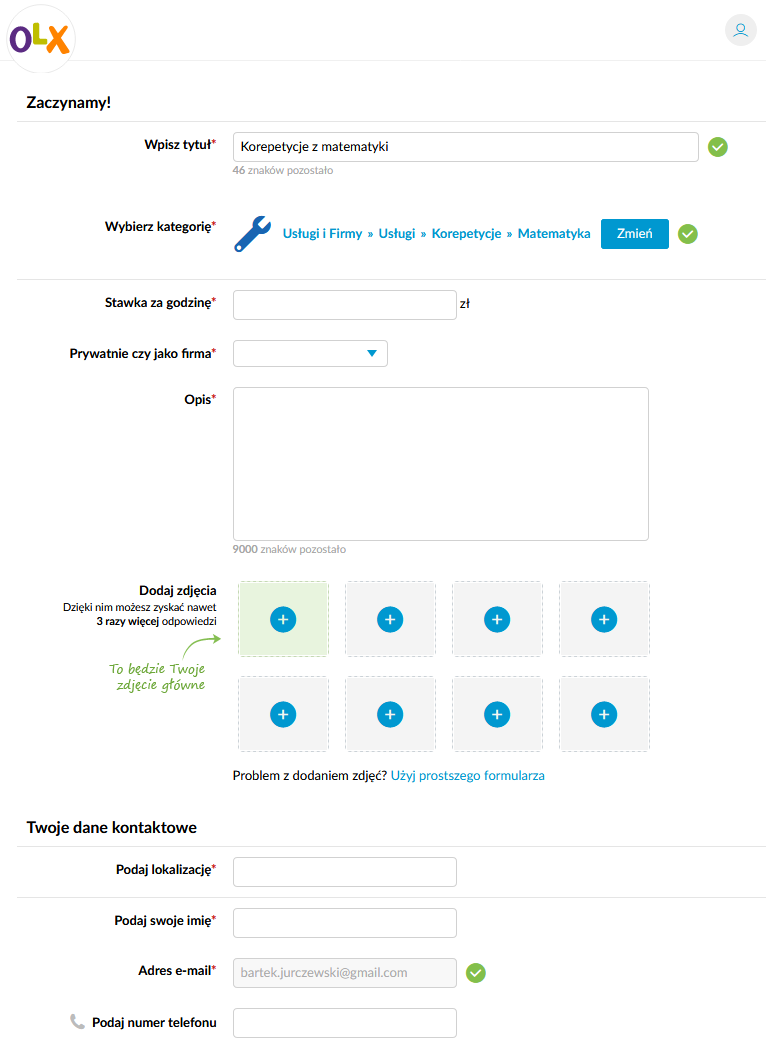 OLX
Zaczynamy!
Wpisz tytuł*
Korepetycje z matematyki
46 znaków pozostało
Wybierz kategorię*
Usługi i Firmy » Usługi » Korepetycje » Matematyka
Zmień
Stawka za godzinę*
zł
Prywatnie czy jako firma*
Opis*
9000 znaków pozostało
Dodaj zdjęcia
Dzięki nim możesz zyskać nawet
3 razy więcej odpowiedzi
To będzie Twoje
zdjęcie główne
Problem z dodaniem zdjęć? Użyj prostszego formularza
Twoje dane kontaktowe
Podaj lokalizację*
Podaj swoje imię*
Adres e-mail*
bartek.jurczewski@gmail.com
Podaj numer telefonu